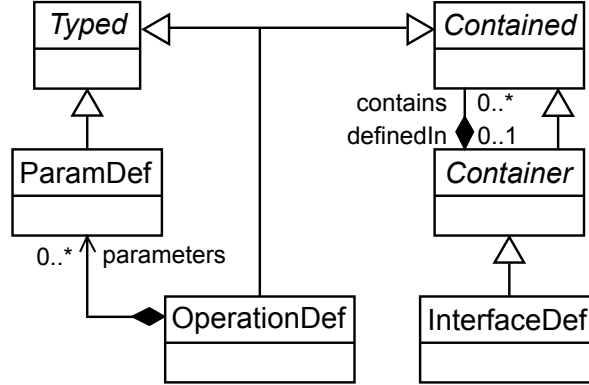 Typed
Contained
contains 0..*
definedIn 0..1
ParamDef
Container
0..* parameters
OperationDef
InterfaceDef